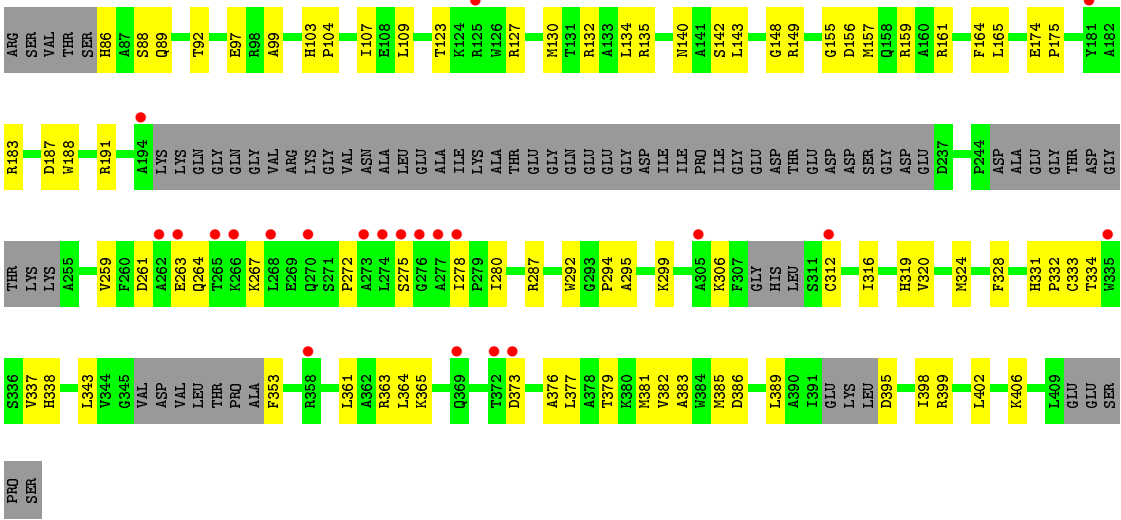 ARG SER VAL THR SER H86 A87 S88 Q89 T92 E97 R98 A99 H103 P104 I107 E108 L109 T123 K124 R125 W126 R127 M130 T131 R132 A133 L134 R135 N140 A141 S142 L143 G148 R149 G155 D156 M157 Q158 R159 A160 R161 F164 L165 E174 P175 Y181 A182
R183 D187 W188 R191 A194 LYS LYS GLN GLY GLN GLY VAL ARG LYS GLY VAL ASN ALA LEU GLU ALA ILE LYS ALA THR GLU GLY GLN GLU GLU GLY ASP ILE ILE PRO ILE GLY GLU ASP THR GLU ASP ASP SER GLY ASP GLU D237 P244 ASP ALA GLU GLY THR ASP GLY
THR LYS LYS A255 V259 F260 D261 A262 E263 Q264 T265 K266 K267 L268 E269 Q270 S271 P272 A273 L274 S275 G276 A277 I278 P279 I280 R287 W292 G293 P294 A295 K299 A305 K306 F307 GLY HIS LEU S311 C312 I316 H319 V320 M324 F328 H331 P332 C333 T334 W335
S336 V337 H338 L343 V344 G345 VAL ASP VAL LEU THR PRO ALA F353 R358 L361 A362 R363 L364 K365 Q369 T372 D373 A376 L377 A378 T379 K380 M381 V382 A383 W384 M385 D386 L389 A390 I391 GLU LYS LEU D395 I398 R399 L402 K406 L409 GLU GLU SER
PRO SER